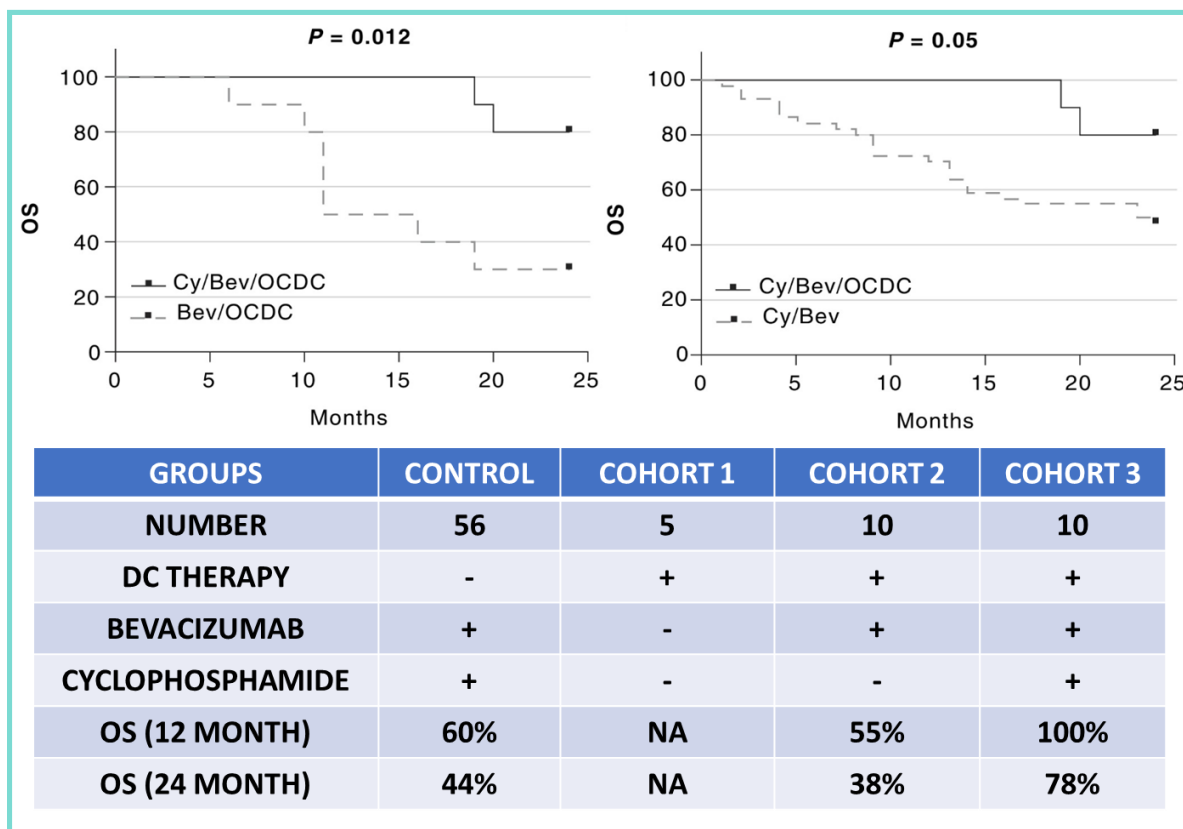 P = 0.012
100
80
60
40
20
0
OS
Cy/Bev/OCDC
Bev/OCDC
0 5 10 15 20 25
Months
P = 0.05
100
80
60
40
20
0
OS
Cy/Bev/OCDC
Cy/Bev
0 5 10 15 20 25
Months
GROUPS CONTROL COHORT 1 COHORT 2 COHORT 3
NUMBER 56 5 10 10
DC THERAPY - + + +
BEVACIZUMAB + - + +
CYCLOPHOSPHAMIDE + - - +
OS (12 MONTH) 60% NA 55% 100%
OS (24 MONTH) 44% NA 38% 78%